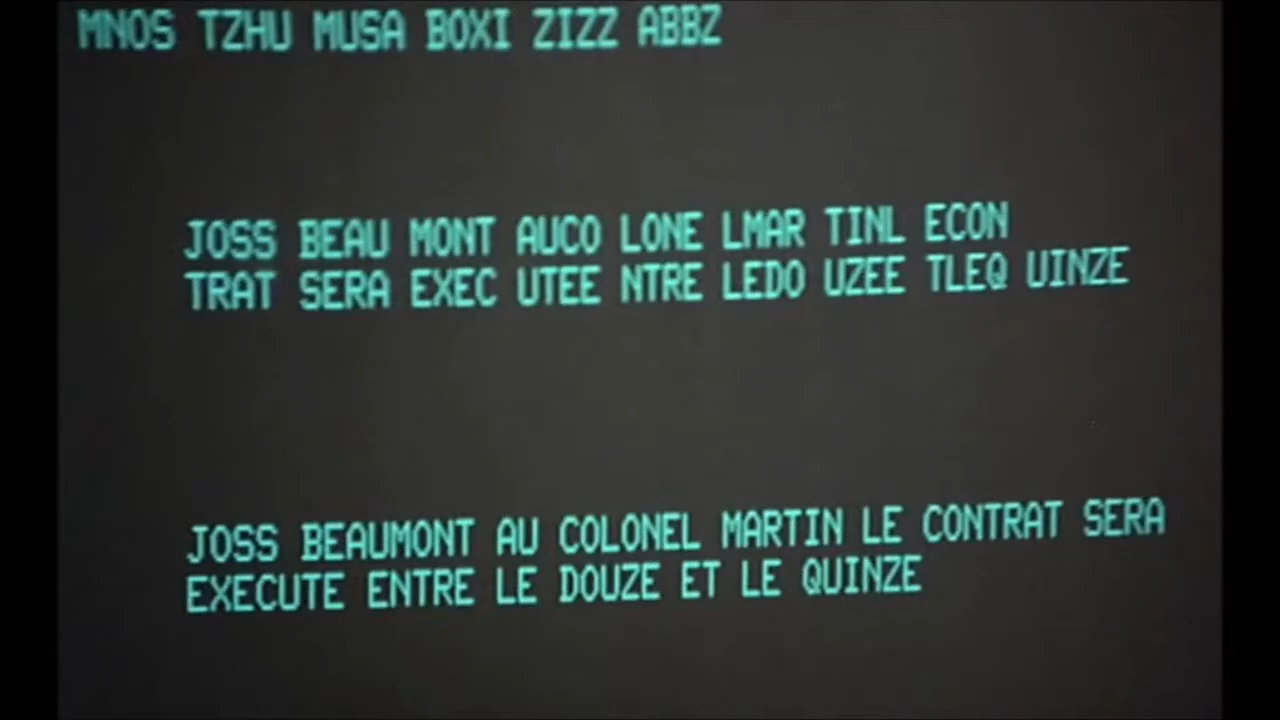 MNOS TZHU MUSA BOXI ZIZZ ABBZ
JOSS BEAU MONT AUCO LONE LMAR TINL ECON
TRAT SERA EXEC UTEE NTRE LEDO UZEE TLEQ UINZE
JOSS BEAUMONT AU COLONEL MARTIN LE CONTRAT SERA
EXECUTE ENTRE LE DOUZE ET LE QUINZE